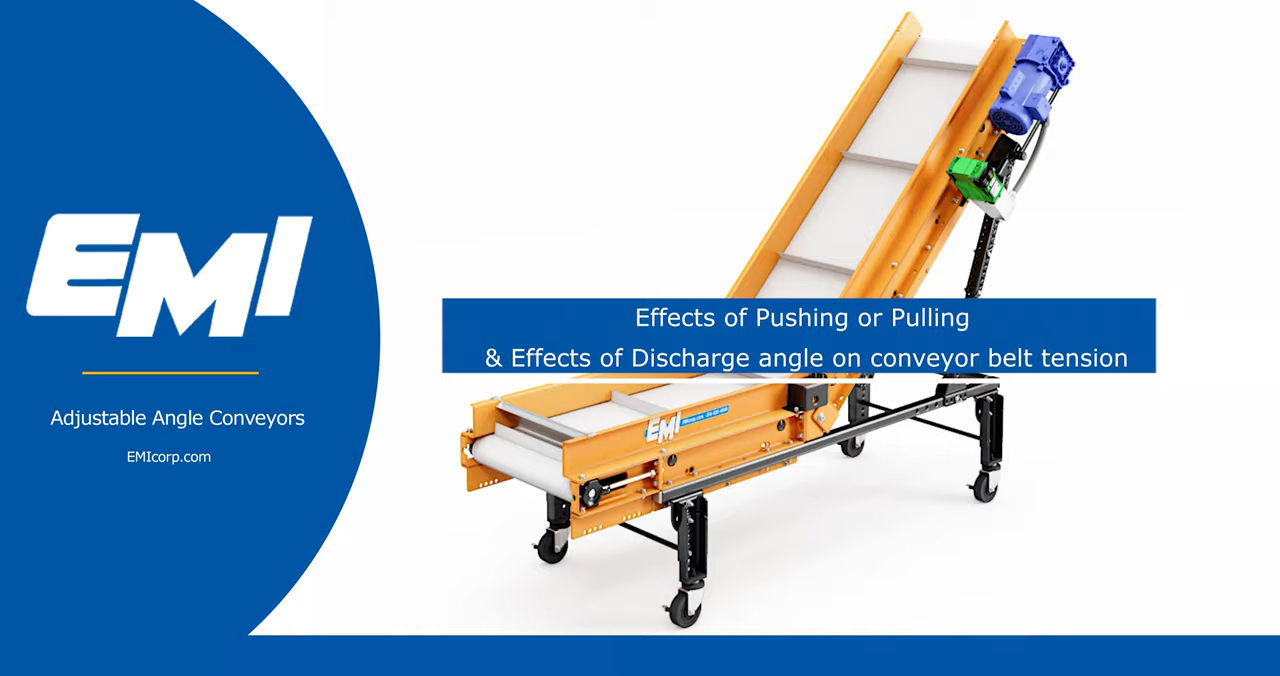 EMI
Adjustable Angle Conveyors
EMIcorp.com
Effects of Pushing or Pulling
& Effects of Discharge angle on conveyor belt tension
EMI